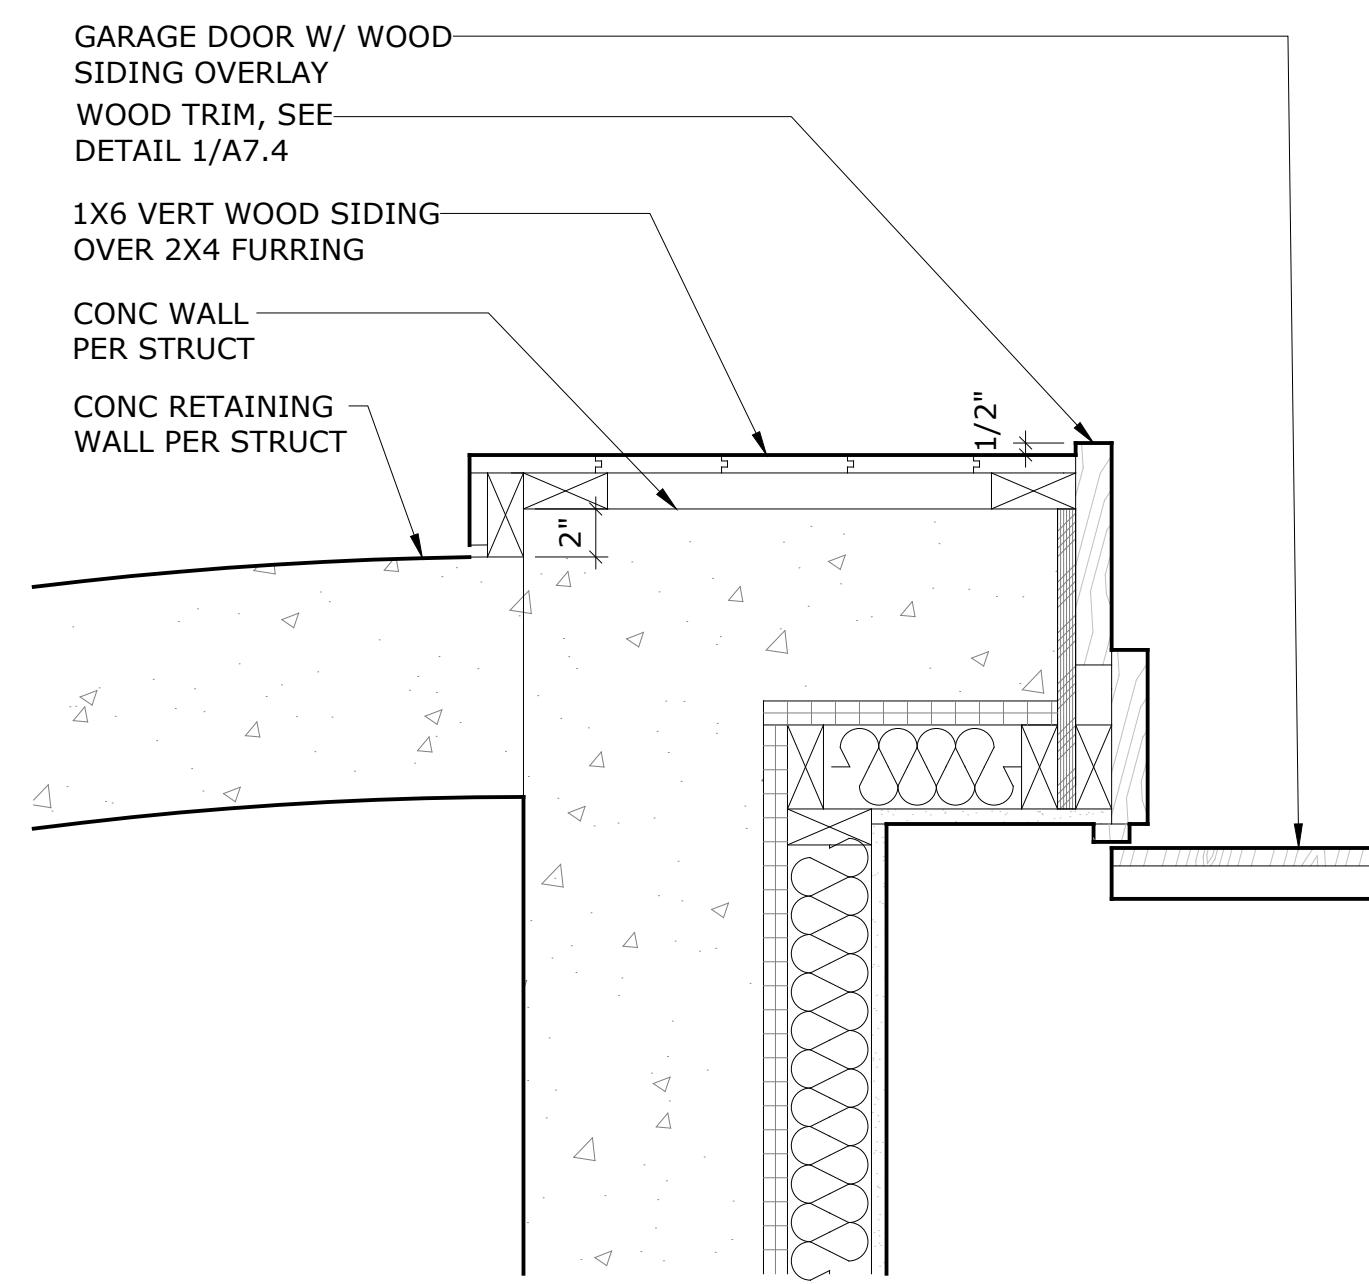 GARAGE DOOR W/ WOOD
SIDING OVERLAY
WOOD TRIM, SEE
DETAIL 1/A7.4
1X6 VERT WOOD SIDING
OVER 2X4 FURRING
CONC WALL
PER STRUCT
CONC RETAINING
WALL PER STRUCT
1/2"
2"